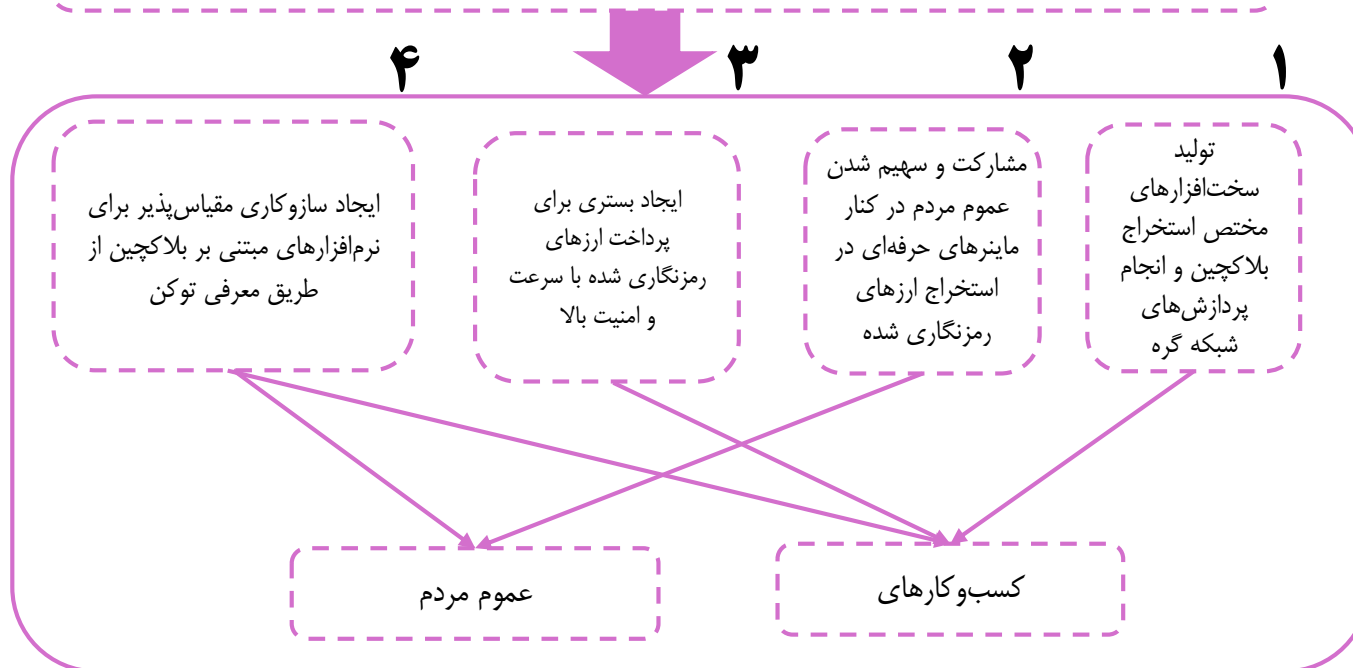 ۱
۲
۳
۴
تولید
سخت‌افزارهای
مختص استخراج
بلاکچین و انجام
پردازش‌های
شبکه گره
مشارکت و سهیم شدن
عموم مردم در کنار
ماینرهای حرفه‌ای در
استخراج ارزهای
رمزنگاری شده
ایجاد بستری برای
پرداخت ارزهای
رمزنگاری شده با سرعت
و امنیت بالا
ایجاد سازوکاری مقیاس‌پذیر برای
نرم‌افزارهای مبتنی بر بلاکچین از
طریق معرفی توکن
کسب‌وکارهای
عموم مردم